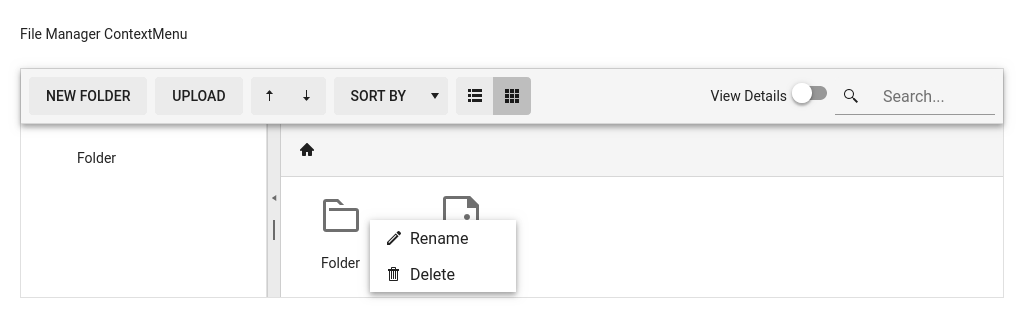 File Manager ContextMenu
NEW FOLDER UPLOAD SORT BY View Details Search...
Folder
Folder
Rename
Delete